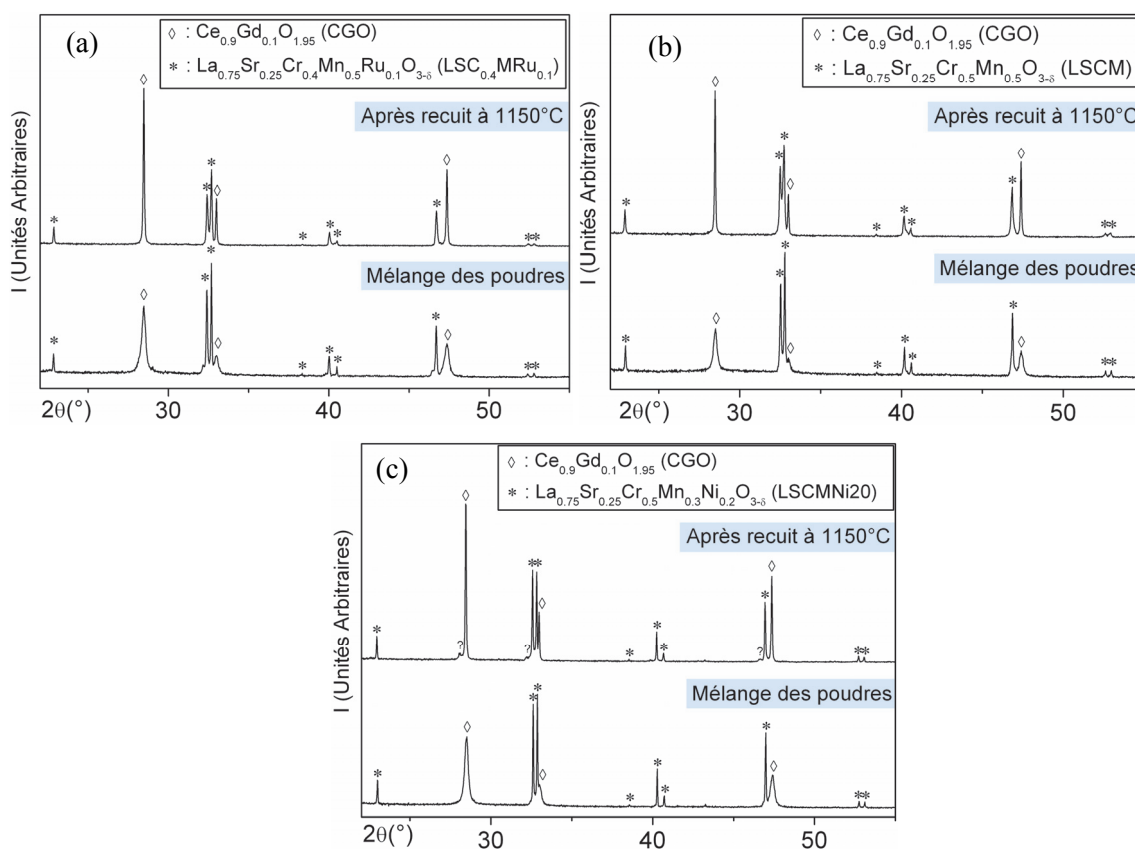 (a)
◊ : Ce0.9Gd0.1O1.95 (CGO)
* : La0.75Sr0.25Cr0.4Mn0.5Ru0.1O3-δ (LSC0.4MRu0.1)
Après recuit à 1150°C
Mélange des poudres
I (Unités Arbitraires)
2θ(°)
30
40
50
(b)
◊ : Ce0.9Gd0.1O1.95 (CGO)
* : La0.75Sr0.25Cr0.5Mn0.5O3-δ (LSCM)
Après recuit à 1150°C
Mélange des poudres
I (Unités Arbitraires)
2θ(°)
30
40
50
(c)
◊ : Ce0.9Gd0.1O1.95 (CGO)
* : La0.75Sr0.25Cr0.5Mn0.3Ni0.2O3-δ (LSCMNi20)
Après recuit à 1150°C
? ? ?
Mélange des poudres
I (Unités Arbitraires)
2θ(°)
30
40
50